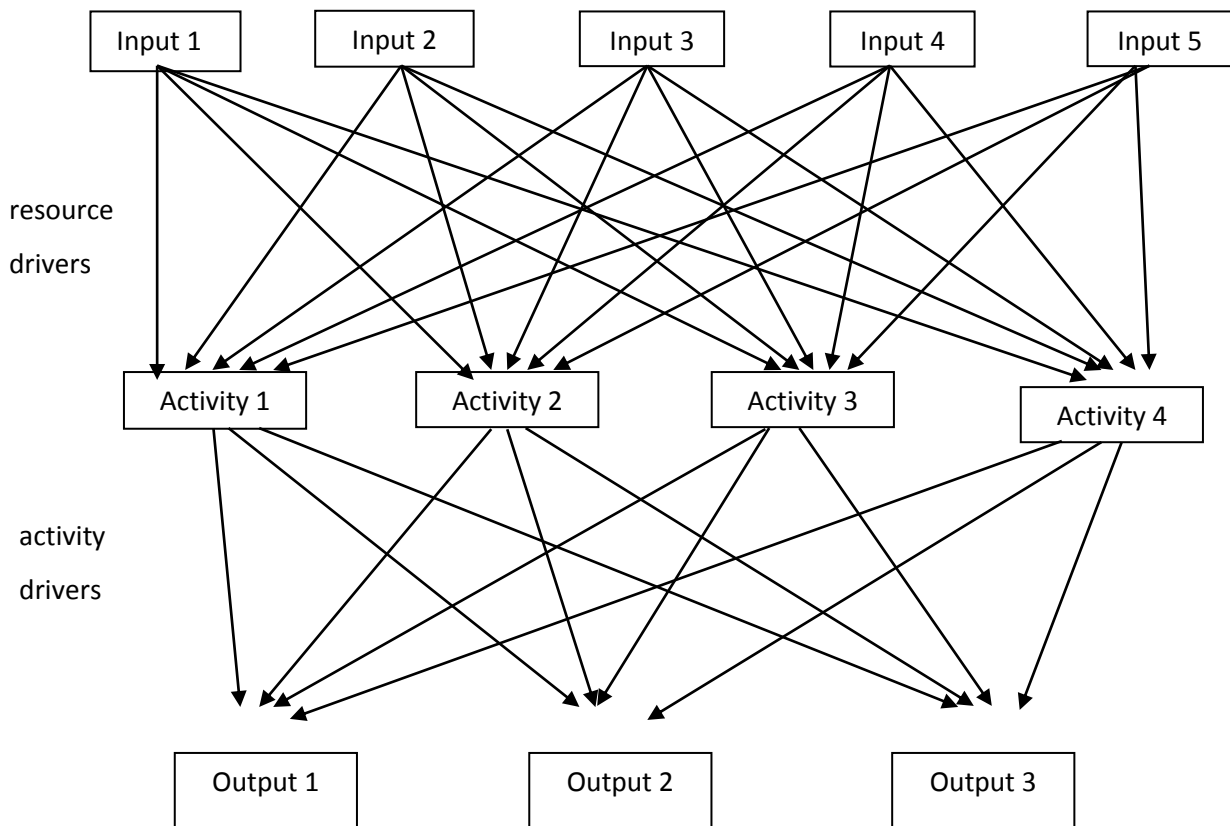 Input 1
Input 2
Input 3
Input 4
Input 5
resource
drivers
Activity 1
Activity 2
Activity 3
Activity 4
activity
drivers
Output 1
Output 2
Output 3